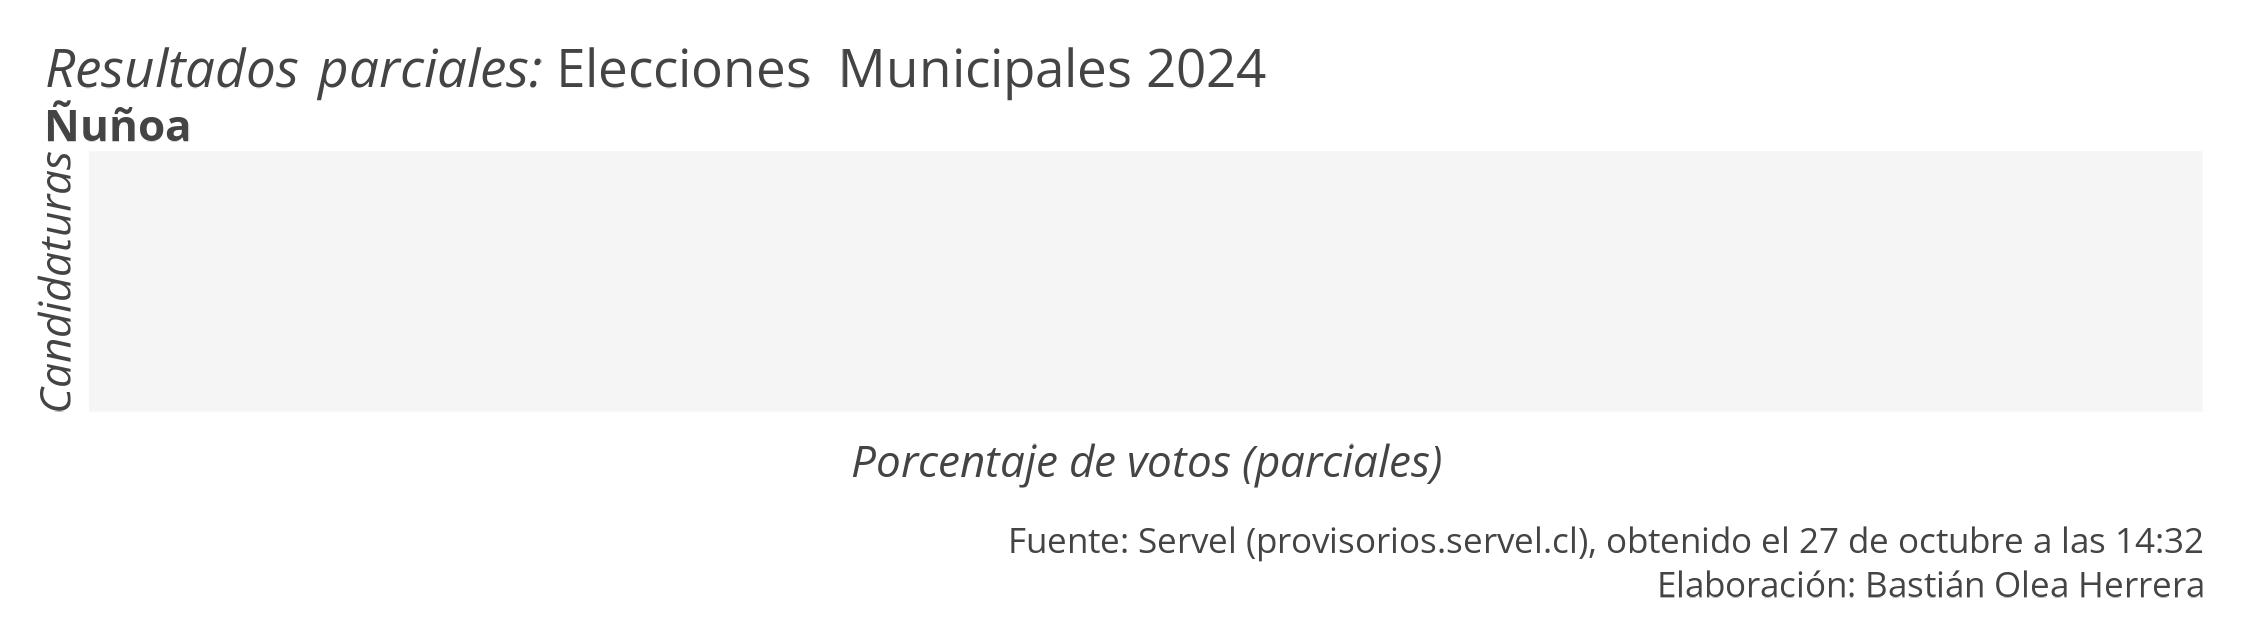 Resultados parciales: Elecciones Municipales 2024
Ñuñoa
Candidaturas
Porcentaje de votos (parciales)
Fuente: Servel (provisorios.servel.cl), obtenido el 27 de octubre a las 14:32
Elaboración: Bastián Olea Herrera